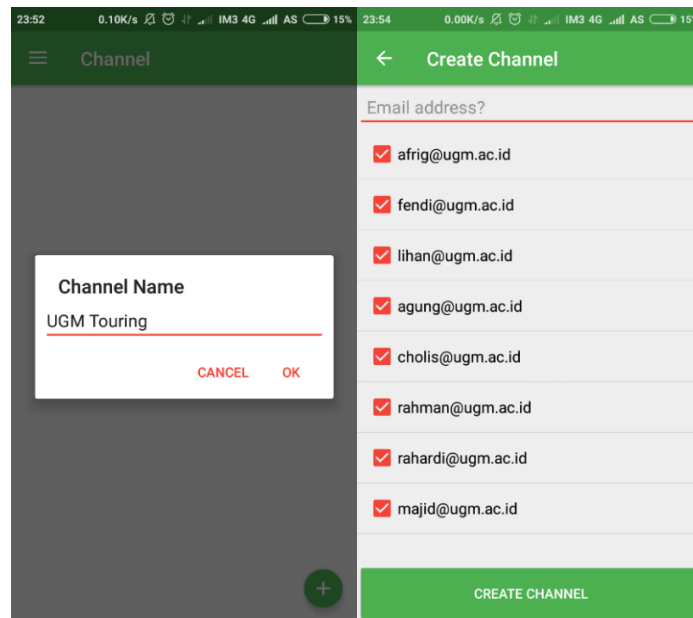 23:52 0.10K/s IM3 4G AS 15%
Channel
Channel Name
UGM Touring
CANCEL OK
+
23:54 0.00K/s IM3 4G AS 15%
Create Channel
Email address?
afrig@ugm.ac.id
fendi@ugm.ac.id
lihan@ugm.ac.id
agung@ugm.ac.id
cholis@ugm.ac.id
rahman@ugm.ac.id
rahardi@ugm.ac.id
majid@ugm.ac.id
CREATE CHANNEL